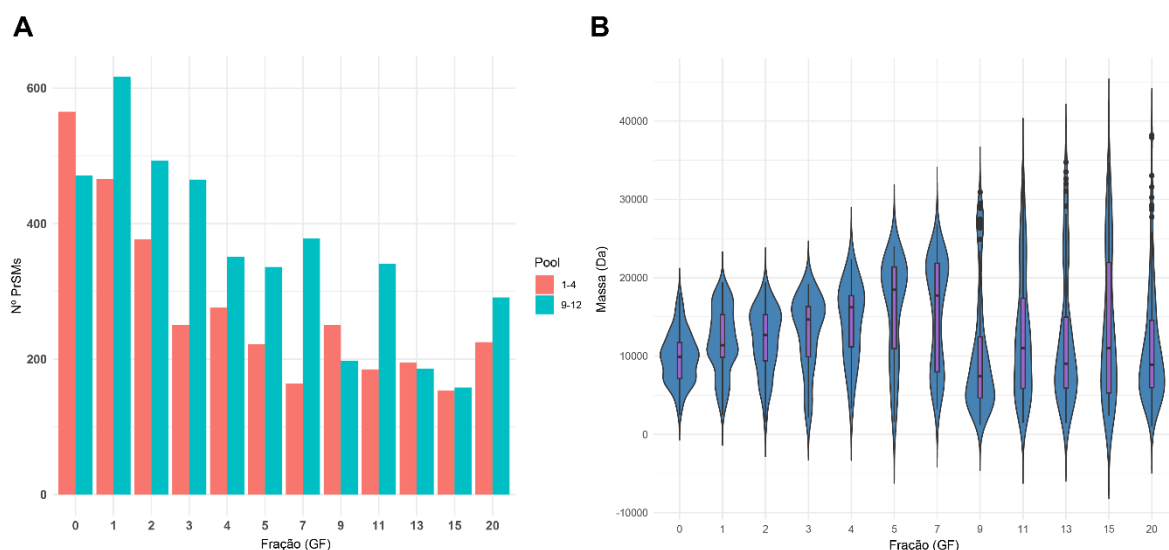 A
Nº PrSMs
600
400
200
0
0 1 2 3 4 5 7 9 11 13 15 20
Fração (GF)
Pool
1-4
9-12
B
Massa (Da)
40000
30000
20000
10000
0
-10000
0 1 2 3 4 5 7 9 11 13 15 20
Fração (GF)